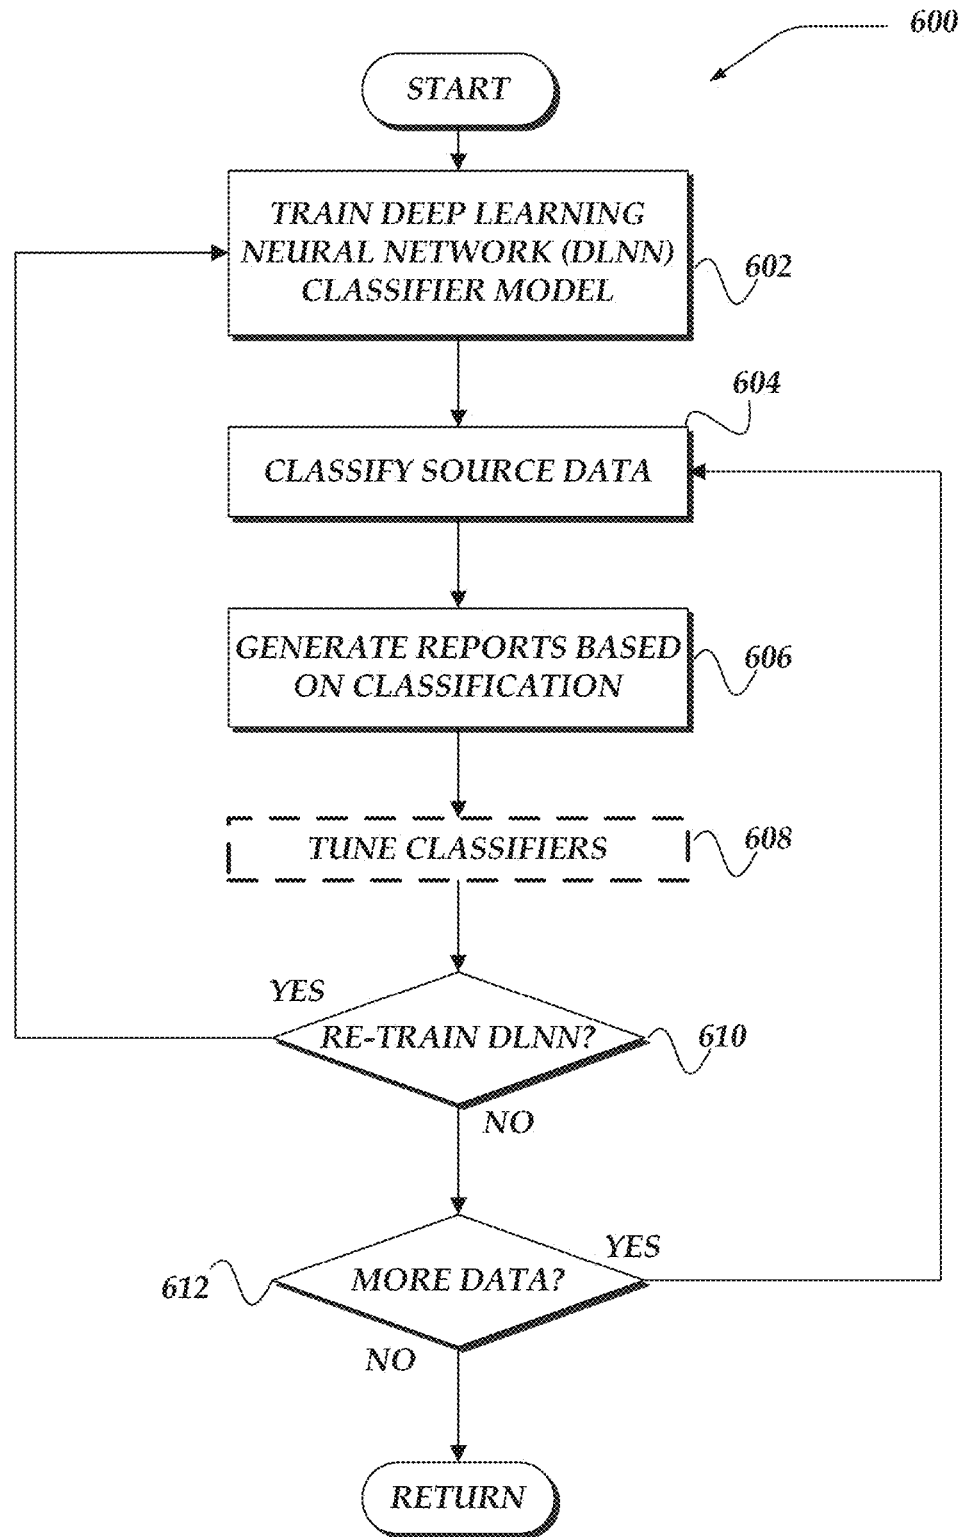 600
START
TRAIN DEEP LEARNING
NEURAL NETWORK (DLNN)
CLASSIFIER MODEL
602
604
CLASSIFY SOURCE DATA
GENERATE REPORTS BASED
ON CLASSIFICATION
606
TUNE CLASSIFIERS
608
YES
RE-TRAIN DLNN?
610
NO
YES
MORE DATA?
612
NO
RETURN